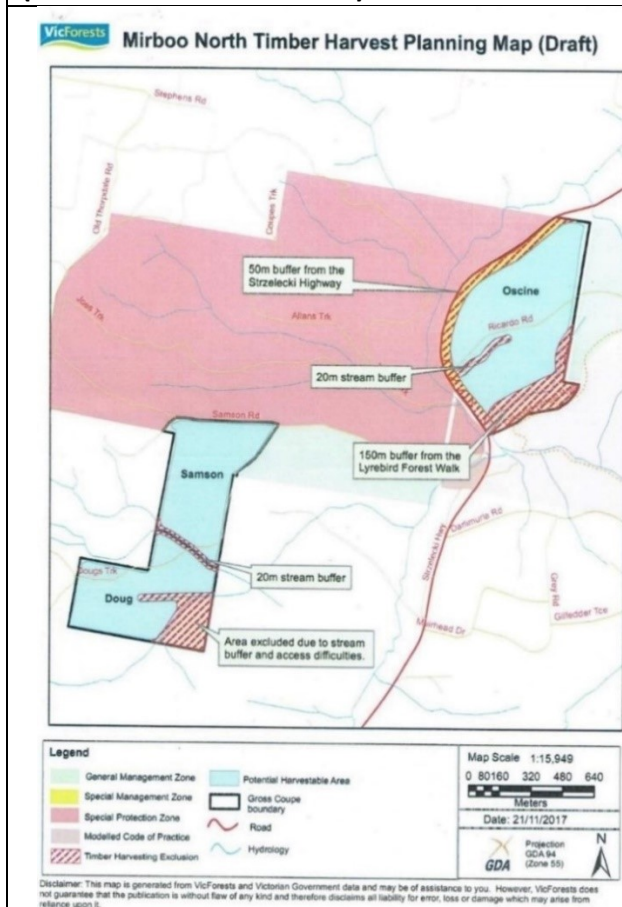 VicForests
Mirboo North Timber Harvest Planning Map (Draft)
Stephens Rd
Old Thorpdale Rd
Coupes Trk
50m buffer from the
Strzelecki Highway
Oscine
Joes Trk
Allans Trk
Ricardo Rd
20m stream buffer
Samson Rd
150m buffer from the
Lyrebird Forest Walk
Samson
Strzelecki Hwy
Darlimurla Rd
20m stream buffer
Dougs Trk
Doug
Grey Rd
Gilfedder Tce
Muirhead Dr
Area excluded due to stream
buffer and access difficulties.
Legend
General Management Zone
Special Management Zone
Special Protection Zone
Modelled Code of Practice
Timber Harvesting Exclusion
Potential Harvestable Area
Gross Coupe
boundary
Road
Hydrology
Map Scale 1:15,949
0 80160 320 480 640
Meters
Date: 21/11/2017
GDA
Projection
GDA 94
(Zone 55)
N
Disclaimer: This map is generated from VicForests and Victorian Government data and may be of assistance to you. However, VicForests does
not guarantee that the publication is without flaw of any kind and therefore disclaims all liability for error, loss or damage which may arise from
reliance upon it.